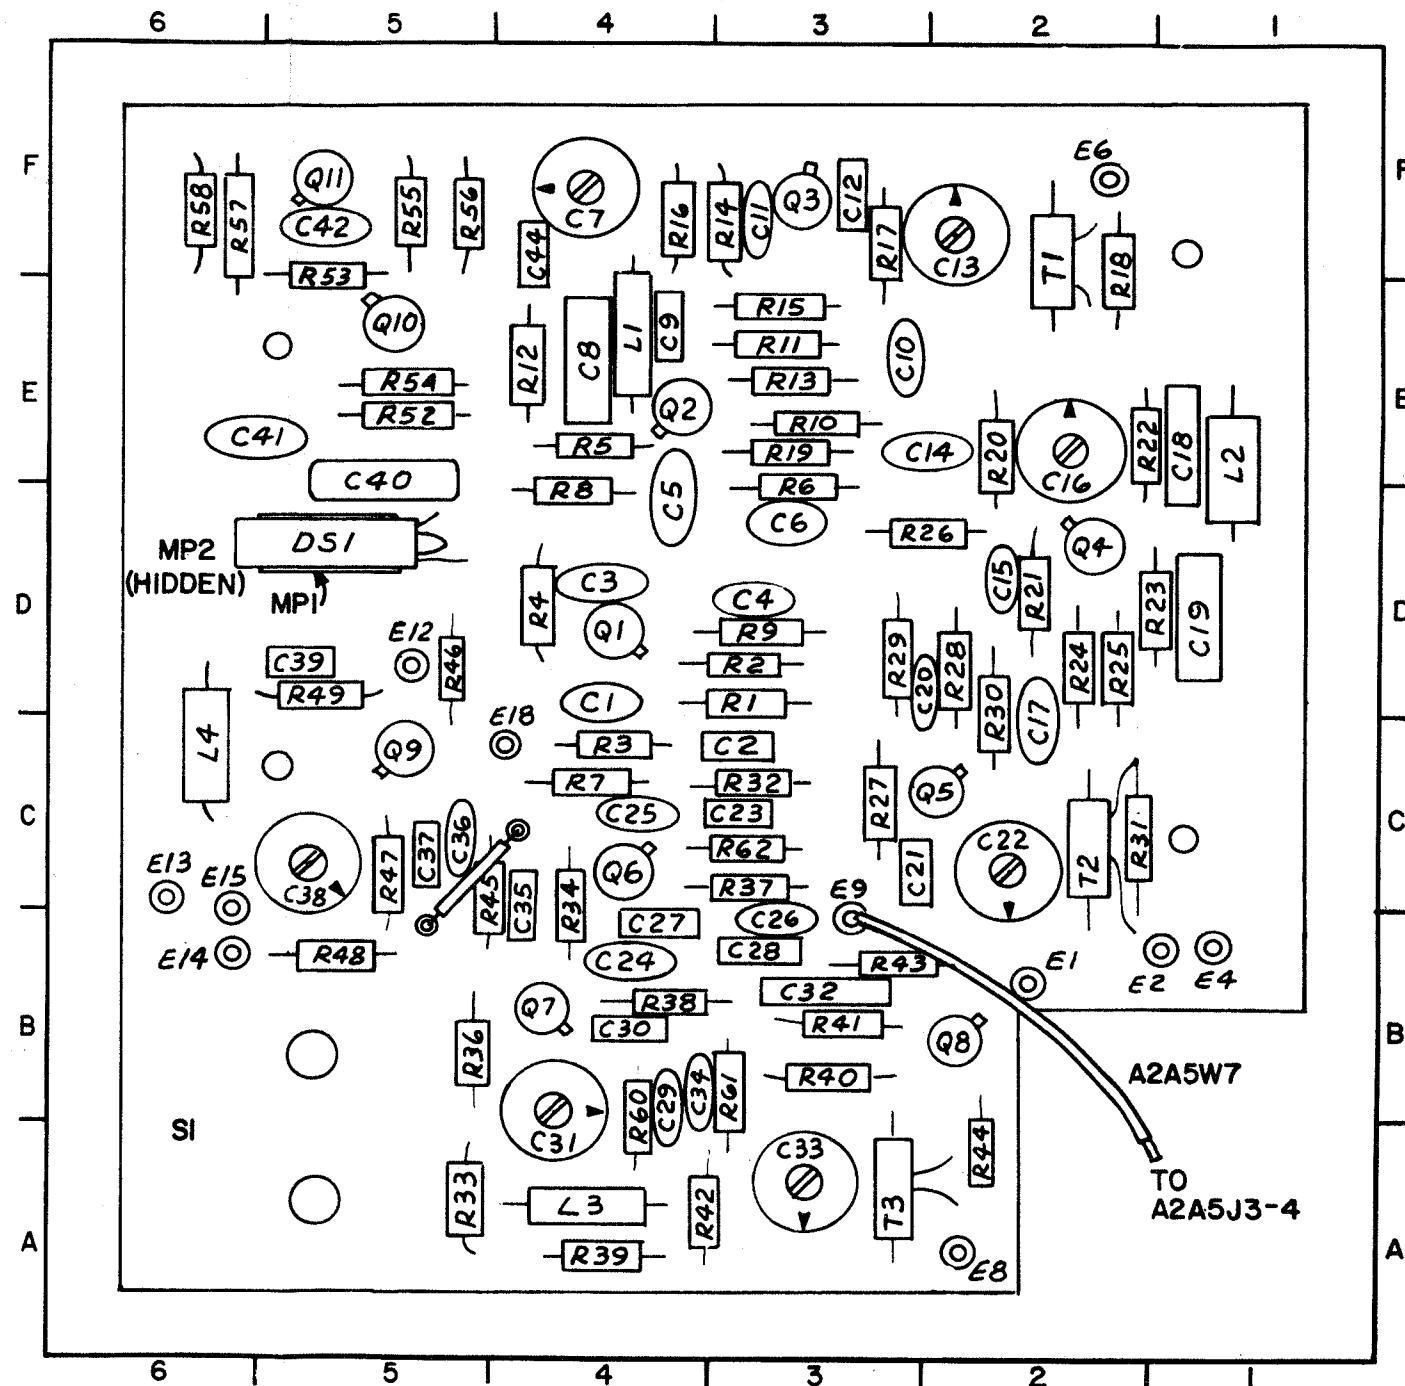 6 5 4 3 2 1
F F
E6
R58 R57 Q11 C42 R55 R56 C7 C44 R16 R14 C11 Q3 C12 R17 C13 T1 R18
R53
Q10 R12 C8 L1 C9 R15 C10
R11
E E
R54 R13
R52 Q2 R10
C41 R5 R19 C14 R20 C16 R22 C18 L2
C40 R8 C5 R6
C6 R26 Q4
DS1
MP2
(HIDDEN)
MP1
D D
R4 C3 C4 C15 R21 R23 C19
E12 Q1 R9
C39 R46 R2 R29 C20 R28 R24 R25
R49 C1 R1 R30 C17
L4 Q9 E18 R3 C2
R7 R32 R27 Q5
C C
C25 C23 C22 T2 R31
C37 C36 R62
E13 E15 C38 R47 R45 C35 R34 Q6 R37 C21
E9
C27 C26
E14 R48 C24 C28 R43 E1 E2 E4
C32
R38
Q7 C30 R41 Q8
B B
R36 R40 A2A5W7
C31 R60 C29 C34 R61
S1 C33 R44
R33 L3 R42 T3
TO
A2A5J3-4
A A
R39 E8
6 5 4 3 2 1